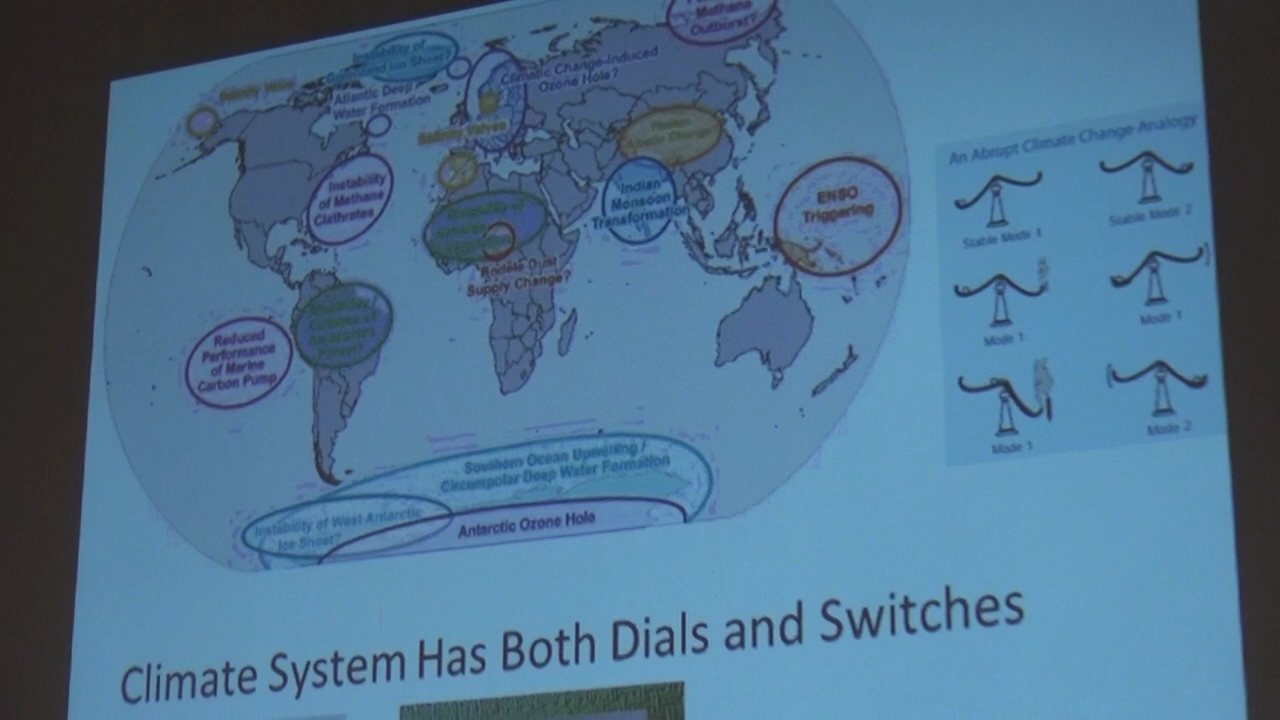 Methane
Outburst?
Instability of
Ice Sheet?
Climatic Change-Induced
Ozone Hole?
Salinity Valves
Atlantic Deep
Water Formation
Salinity Valves
Instability
of Methane
Clathrates
Indian
Monsoon
Transformation
ENSO
Triggering
Bodele Dust
Supply Change?
Reduced
Performance
of Marine
Carbon Pump
Southern Ocean Upwelling /
Circumpolar Deep Water Formation
Instability of West Antarctic
Ice Sheet?
Antarctic Ozone Hole
An Abrupt Climate Change Analogy
Stable Mode 1
Stable Mode 2
Mode 1
Mode 1
Mode 1
Mode 2
Climate System Has Both Dials and Switches